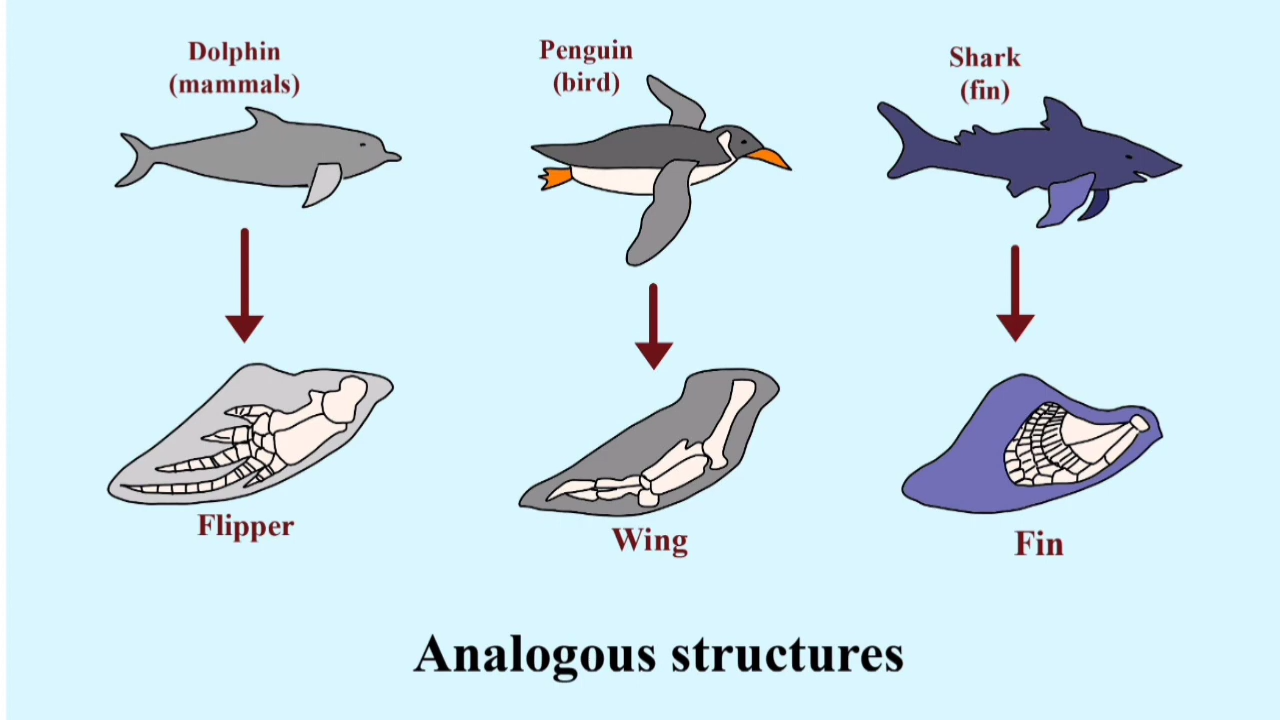 Dolphin
(mammals)
Penguin
(bird)
Shark
(fin)
Flipper
Wing
Fin
Analogous structures